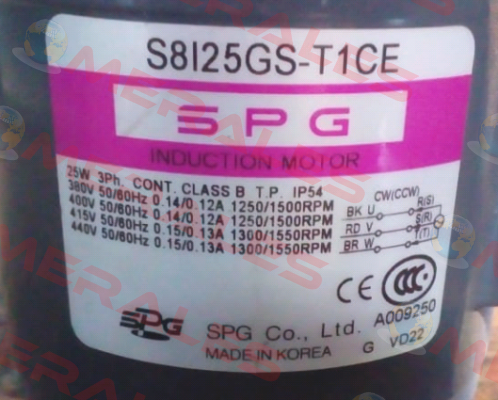 S8I25GS-T1CE
SPG
INDUCTION MOTOR
25W 3Ph. CONT. CLASS B T.P. IP54
380V 50/60Hz 0.14/0.12A 1250/1500RPM
400V 50/60Hz 0.14/0.12A 1250/1500RPM
415V 50/60Hz 0.15/0.13A 1300/1550RPM
440V 50/60Hz 0.15/0.13A 1300/1550RPM
CW(CCW)
BK U R(S)
RD V S(R)
BR W T(T)
CE CCC
A009250
SPG SPG Co., Ltd.
MADE IN KOREA G VD22
MERALES